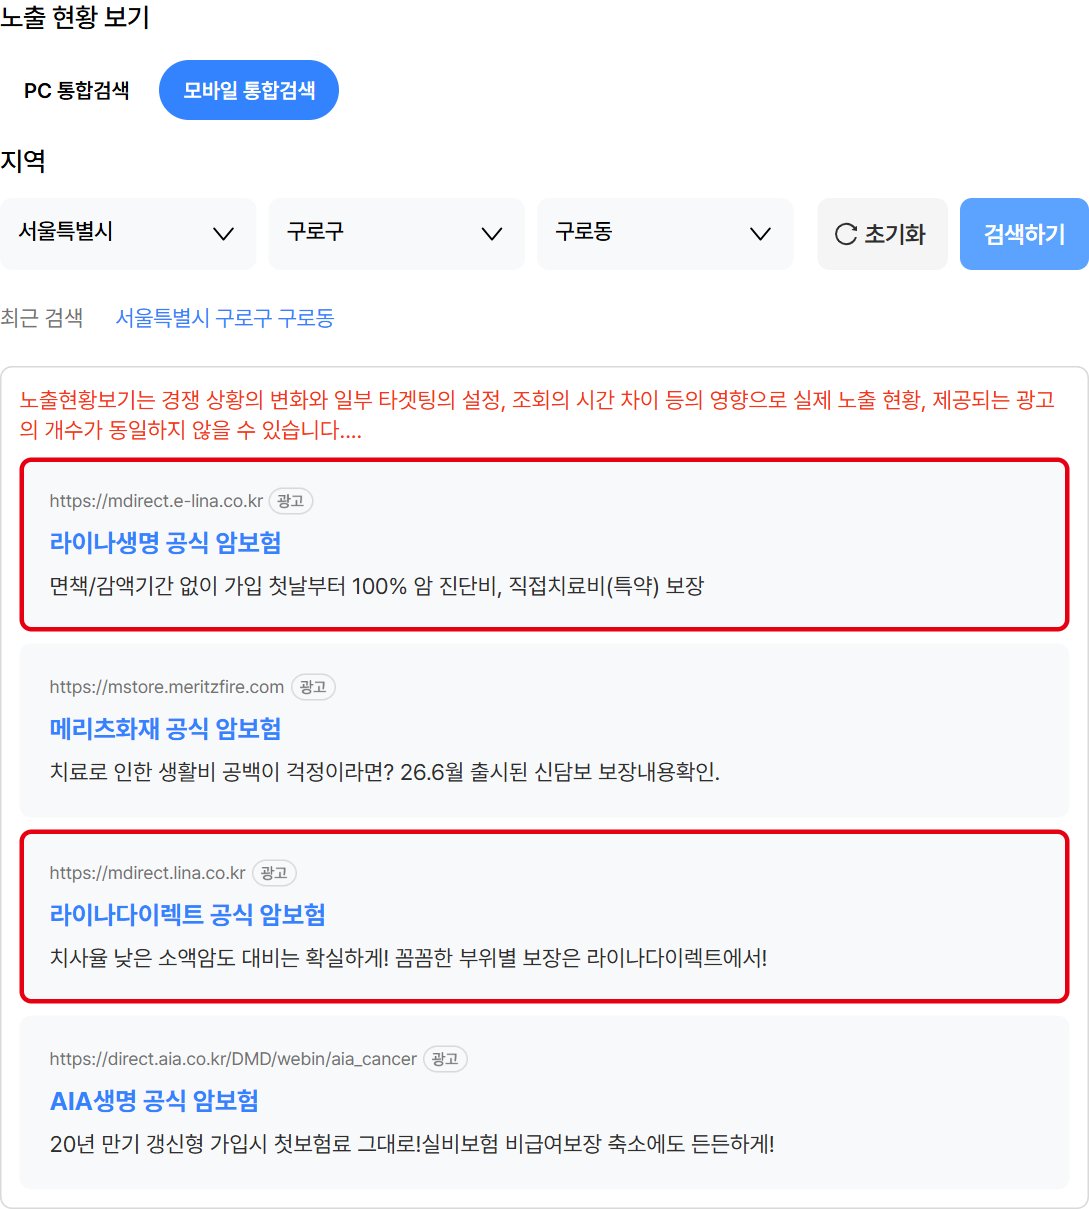 노출 현황 보기
PC 통합검색
모바일 통합검색
지역
서울특별시
구로구
구로동
초기화
검색하기
최근 검색 서울특별시 구로구 구로동
노출현황보기는 경쟁 상황의 변화와 일부 타겟팅의 설정, 조회의 시간 차이 등의 영향으로 실제 노출 현황, 제공되는 광고
의 개수가 동일하지 않을 수 있습니다....
https://mdirect.e-lina.co.kr 광고
라이나생명 공식 암보험
면책/감액기간 없이 가입 첫날부터 100% 암 진단비, 직접치료비(특약) 보장
https://mstore.meritzfire.com 광고
메리츠화재 공식 암보험
치료로 인한 생활비 공백이 걱정이라면? 26.6월 출시된 신담보 보장내용확인.
https://mdirect.lina.co.kr 광고
라이나다이렉트 공식 암보험
치사율 낮은 소액암도 대비는 확실하게! 꼼꼼한 부위별 보장은 라이나다이렉트에서!
https://direct.aia.co.kr/DMD/webin/aia_cancer 광고
AIA생명 공식 암보험
20년 만기 갱신형 가입시 첫보험료 그대로!실비보험 비급여보장 축소에도 든든하게!